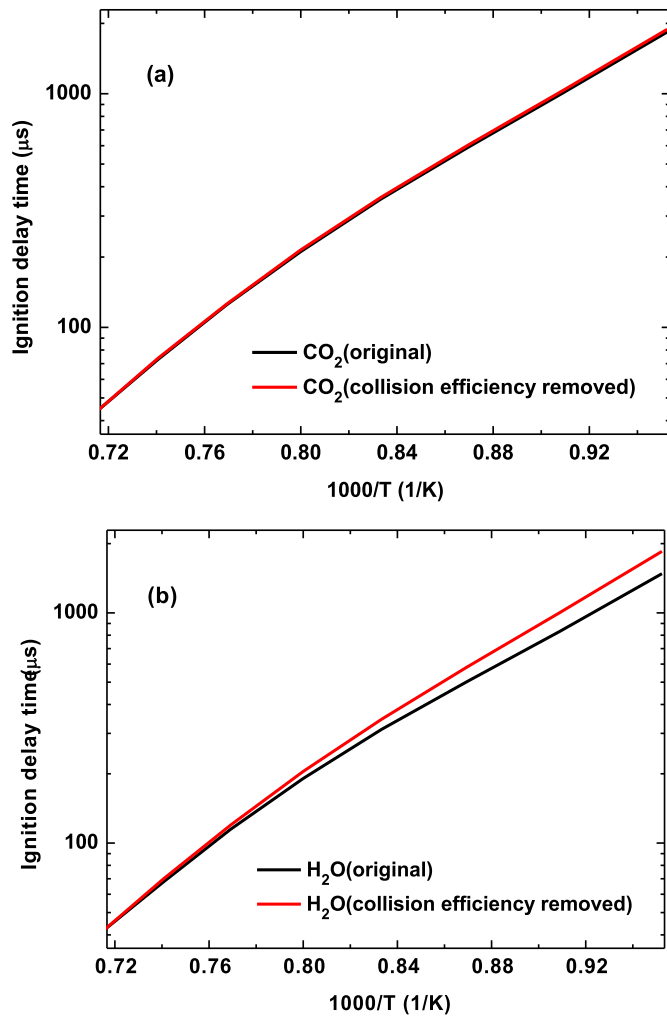 (a)
1000
100
Ignition delay time (μs)
CO2(original)
CO2(collision efficiency removed)
0.72 0.76 0.80 0.84 0.88 0.92
1000/T (1/K)
(b)
1000
100
Ignition delay time(μs)
H2O(original)
H2O(collision efficiency removed)
0.72 0.76 0.80 0.84 0.88 0.92
1000/T (1/K)